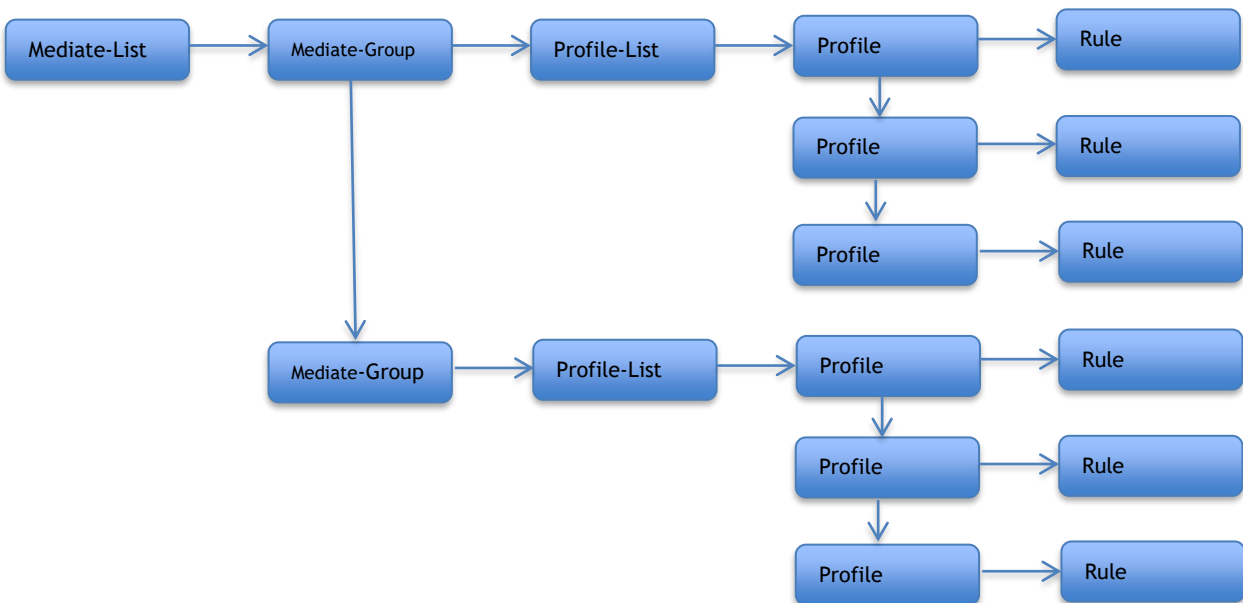 Mediate-List
Mediate-Group
Profile-List
Profile
Rule
Profile
Rule
Profile
Rule
Mediate-Group
Profile-List
Profile
Rule
Profile
Rule
Profile
Rule